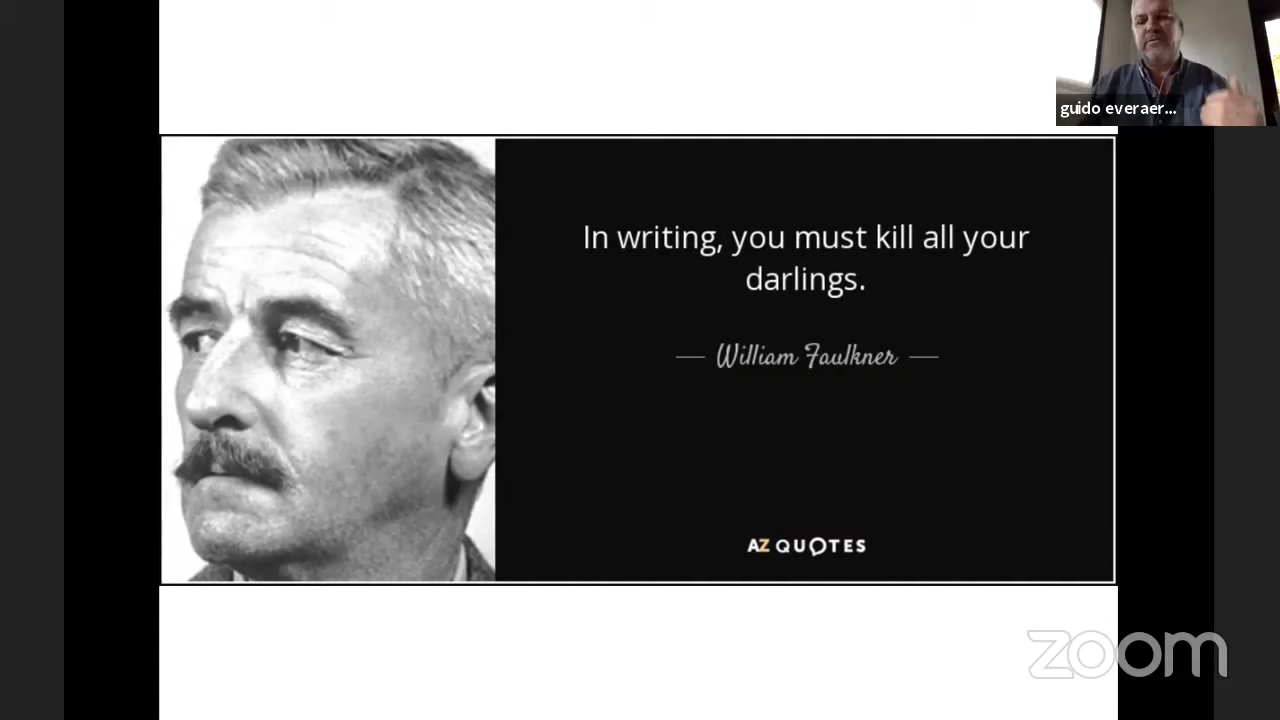 guido everaer...
In writing, you must kill all your
darlings.
William Faulkner
AZ QUOTES
zoom